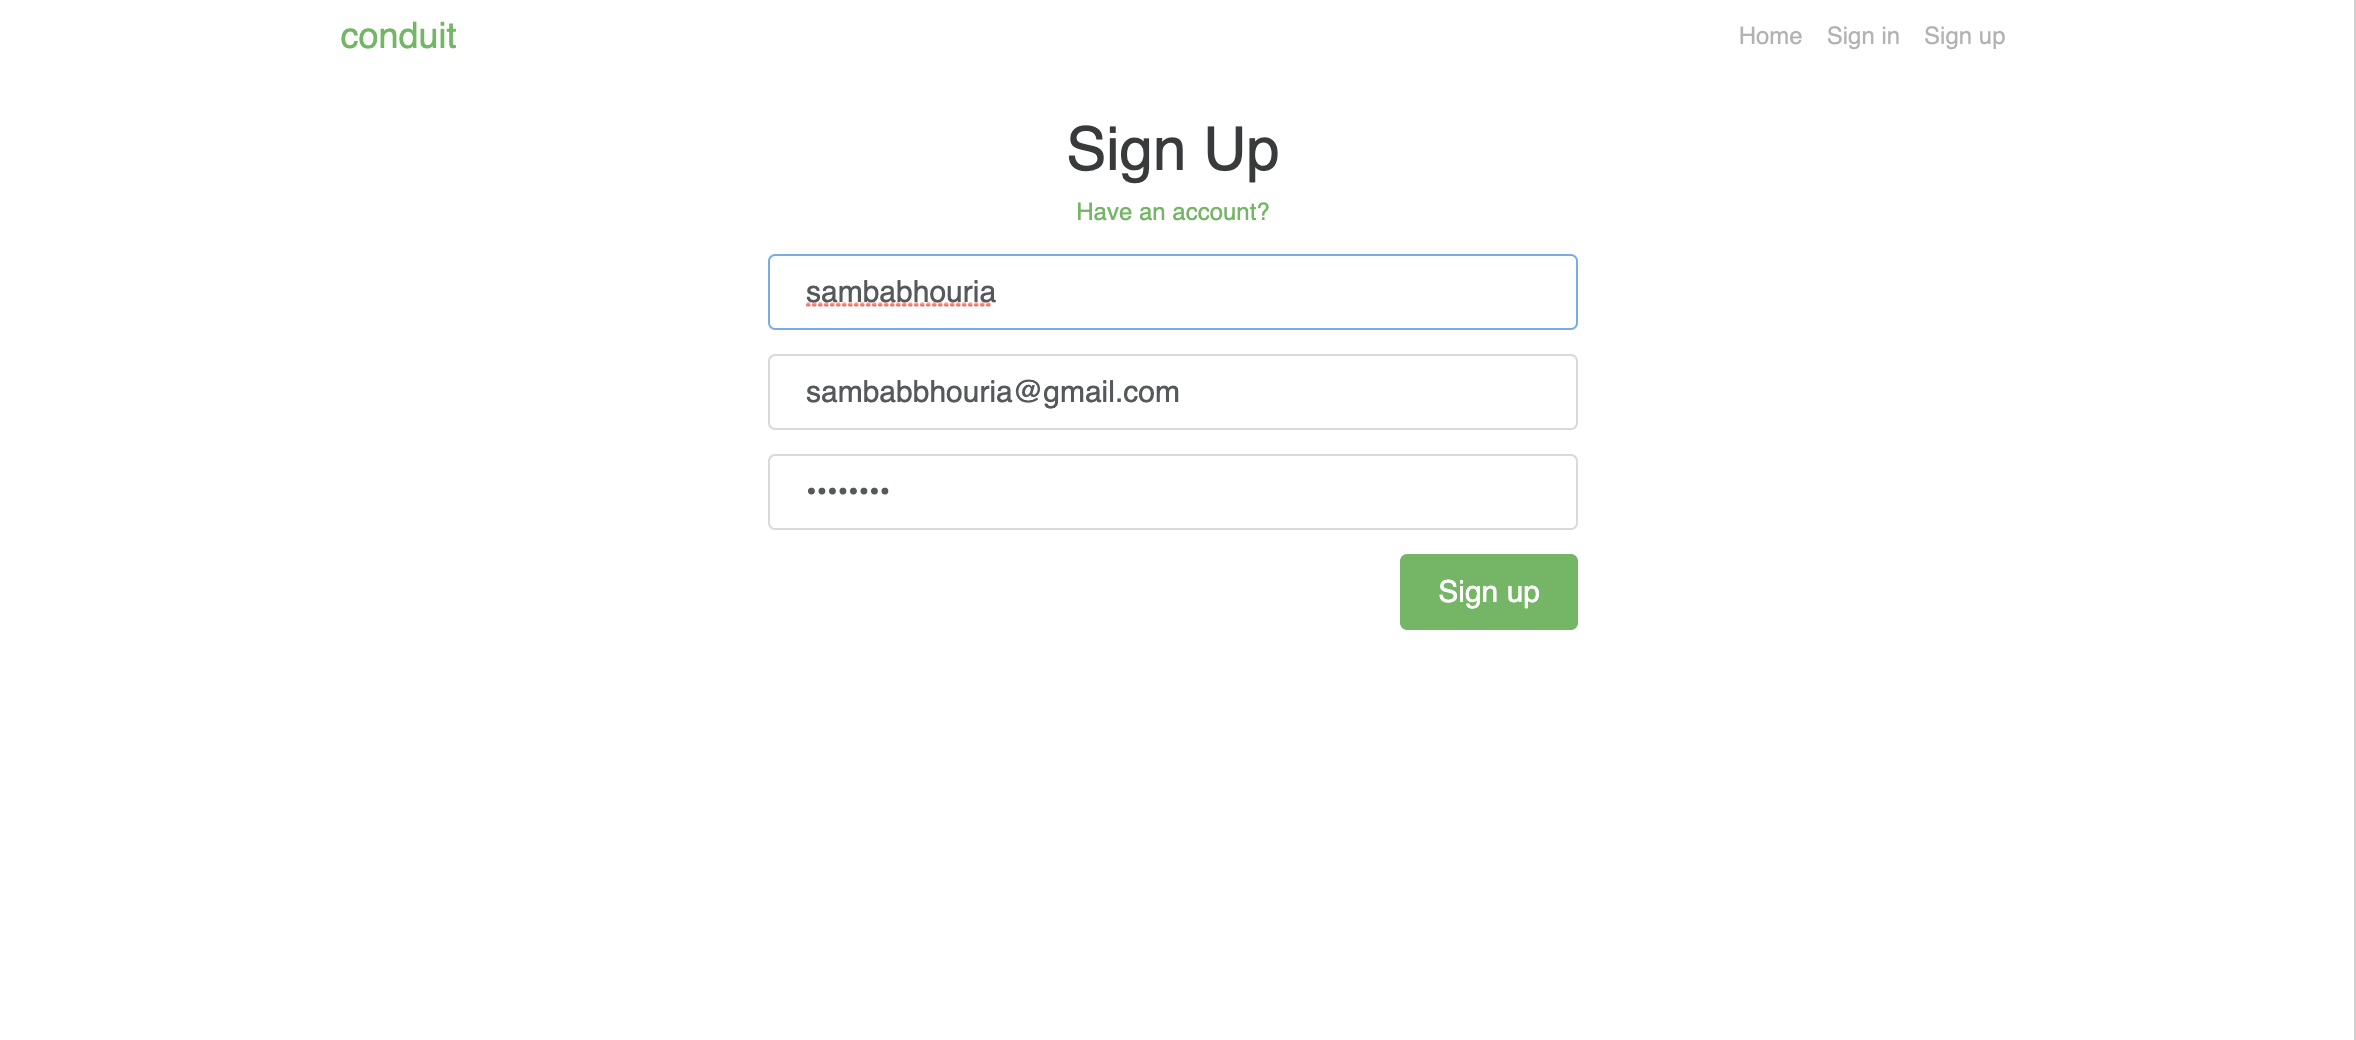 conduit
Home Sign in Sign up
Sign Up
Have an account?
sambabhouria
sambabbhouria@gmail.com
••••••••
Sign up